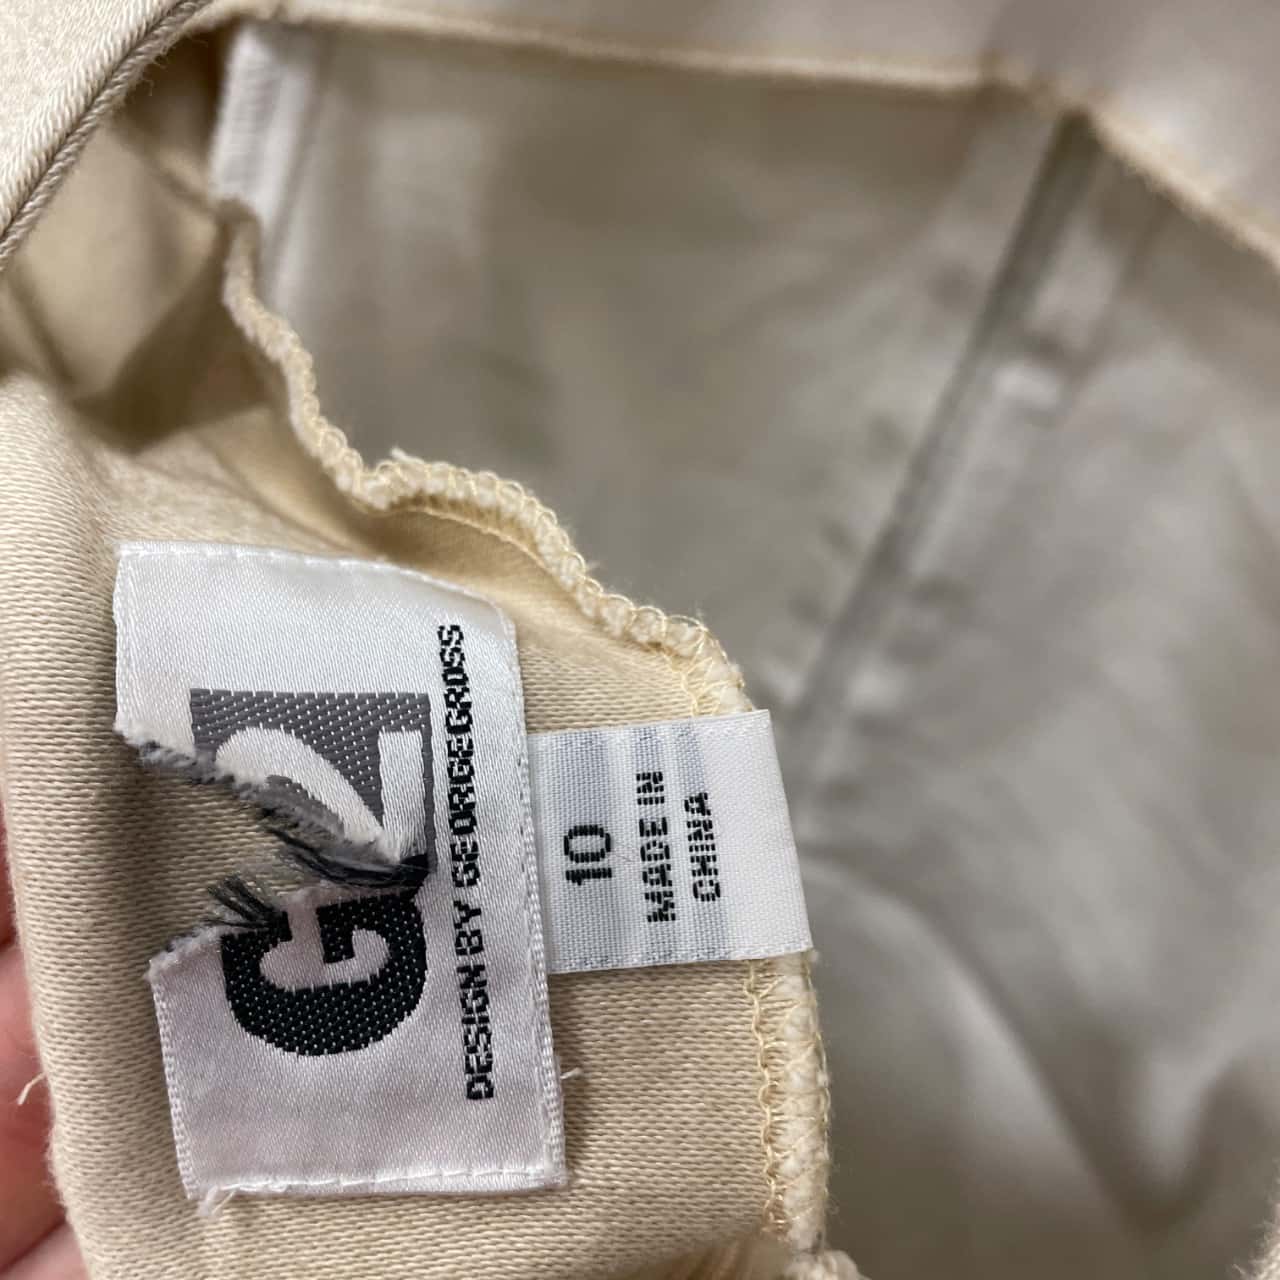 G2
DESIGN BY GEORGEGROSS
10
MADE IN
CHINA